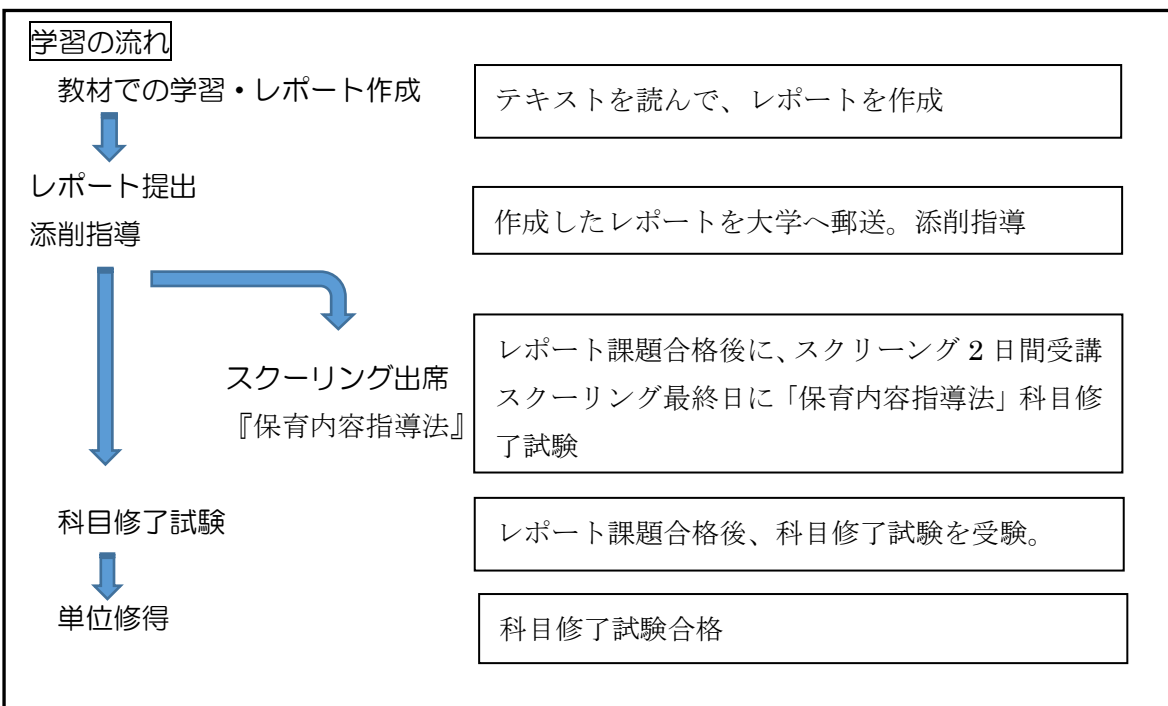 学習の流れ
教材での学習・レポート作成
テキストを読んで、レポートを作成
レポート提出
添削指導
作成したレポートを大学へ郵送。添削指導
スクーリング出席
『保育内容指導法』
レポート課題合格後に、スクリーング 2 日間受講
スクーリング最終日に「保育内容指導法」科目修
了試験
科目修了試験
レポート課題合格後、科目修了試験を受験。
単位修得
科目修了試験合格